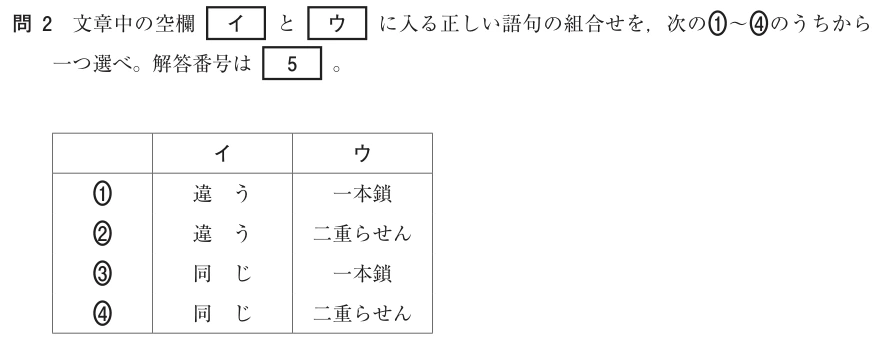 問 2 文章中の空欄 イ と ウ に入る正しい語句の組合せを，次の①～④のうちから
一つ選べ。解答番号は 5 。
イ ウ
① 違 う 一本鎖
② 違 う 二重らせん
③ 同 じ 一本鎖
④ 同 じ 二重らせん